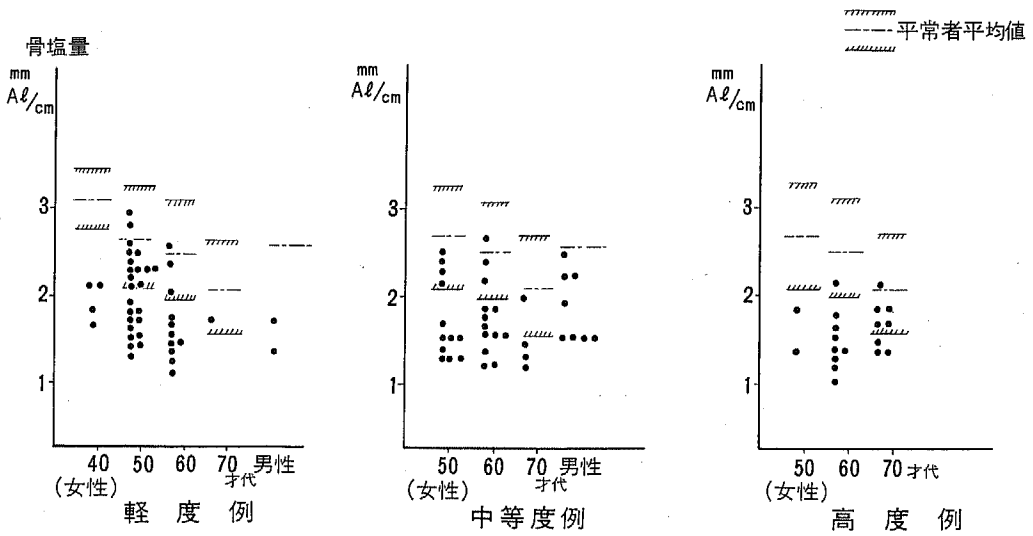 平常者平均値
骨塩量
mm
Aℓ/cm
3
2
1
40 50 60 70 男性
才代
(女性)
軽度例
mm
Aℓ/cm
3
2
1
50 60 70 男性
才代
(女性)
中等度例
mm
Aℓ/cm
3
2
1
50 60 70 才代
(女性)
高度例